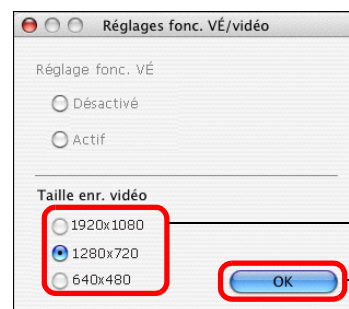 Réglages fonc. VÉ/vidéo
Réglage fonc. VÉ
Désactivé
Actif
Taille enr. vidéo
1920x1080
1280x720
640x480
OK